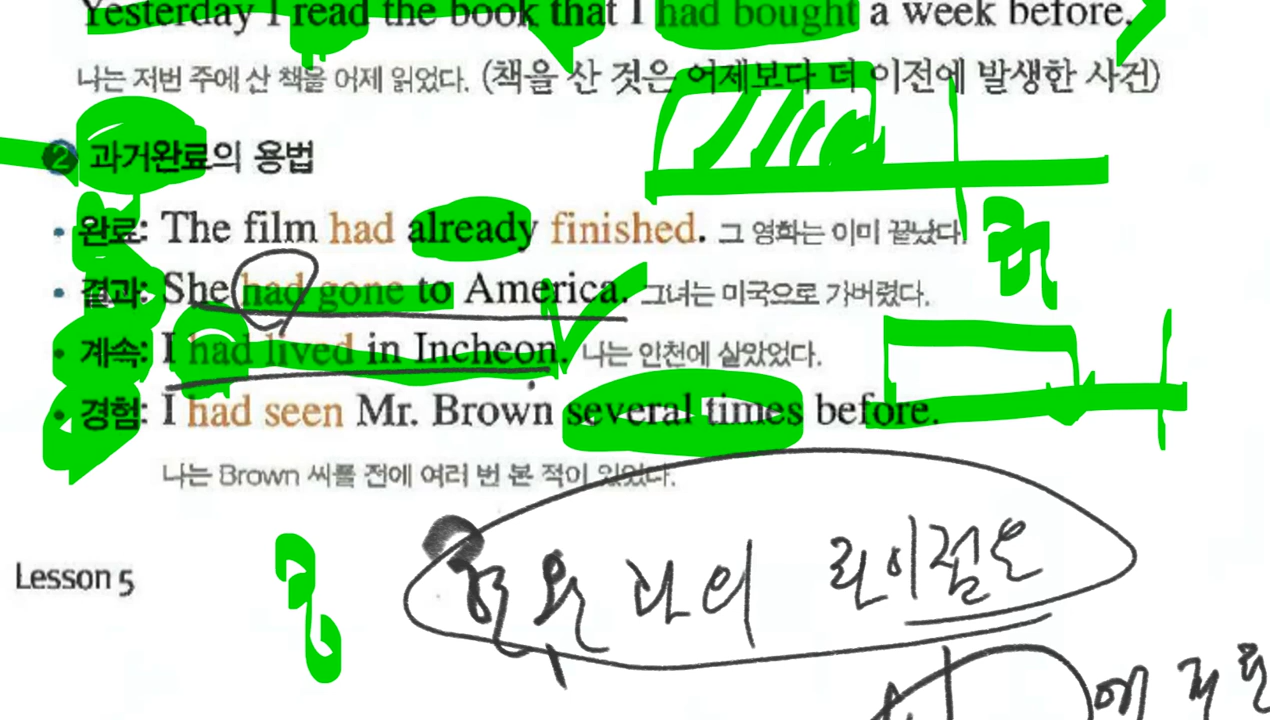 Yesterday I read the book that I had bought a week before.
나는 저번 주에 산 책을 어제 읽었다. (책을 산 것은 어제보다 더 이전에 발생한 사건)
2 과거완료의 용법
• 완료: The film had already finished. 그 영화는 이미 끝났다.
• 결과: She had gone to America. 그녀는 미국으로 가버렸다.
• 계속: I had lived in Incheon. 나는 인천에 살았었다.
• 경험: I had seen Mr. Brown several times before.
나는 Brown 씨를 전에 여러 번 본 적이 있었다.
Lesson 5